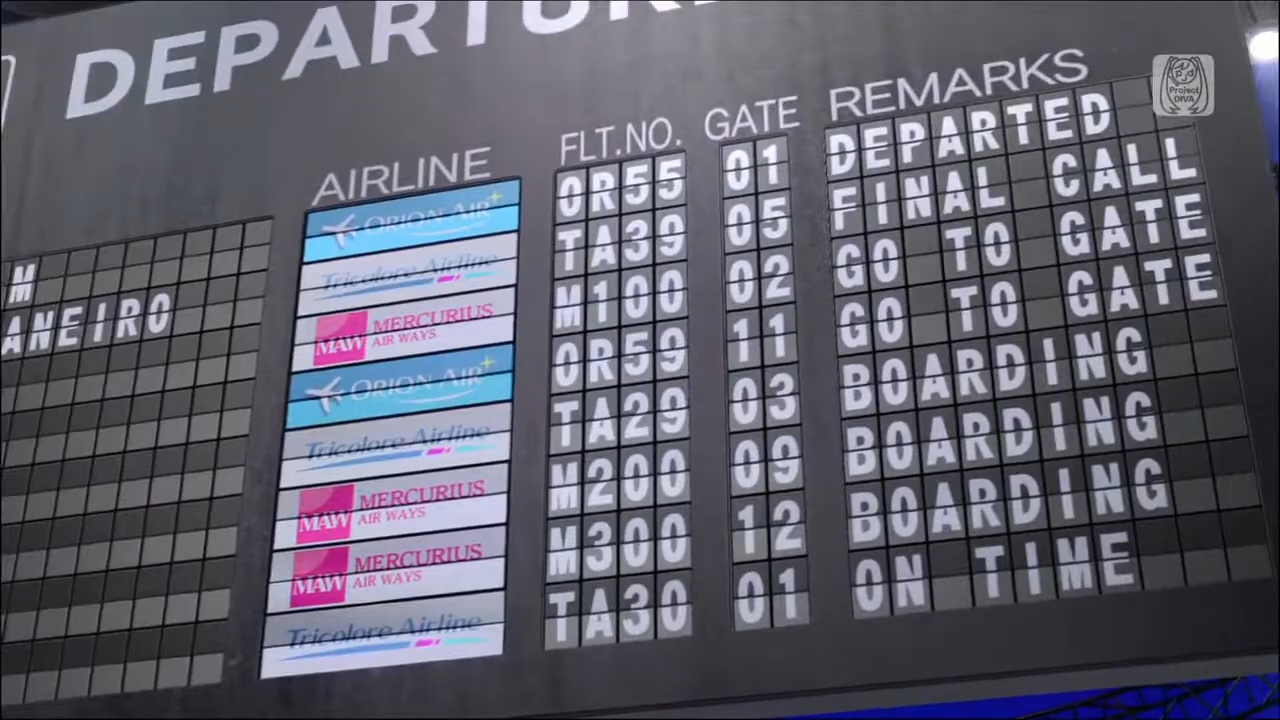 DEPARTUR
AIRLINE FLT.NO. GATE REMARKS
ORION AIR OR55 01 DEPARTED
M Tricolore Airline TA39 05 FINAL CALL
ANEIRO MAW MERCURIUS AIR WAYS M100 02 GO TO GATE
ORION AIR OR59 11 GO TO GATE
Tricolore Airline TA29 03 BOARDING
MAW MERCURIUS AIR WAYS M200 09 BOARDING
MAW MERCURIUS AIR WAYS M300 12 BOARDING
Tricolore Airline TA30 01 ON TIME
Project
DIVA